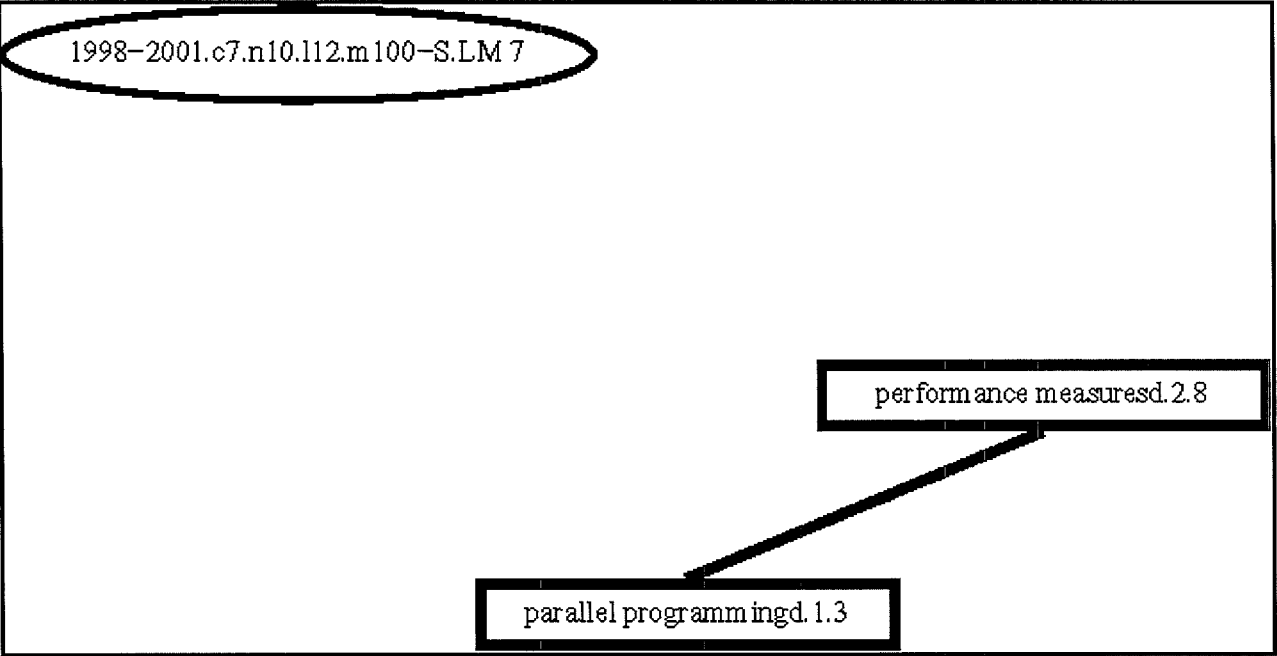 1998-2001.c7.n10.l12.m100-S.LM 7
performance measuresd.2.8
parallel programmingd.1.3